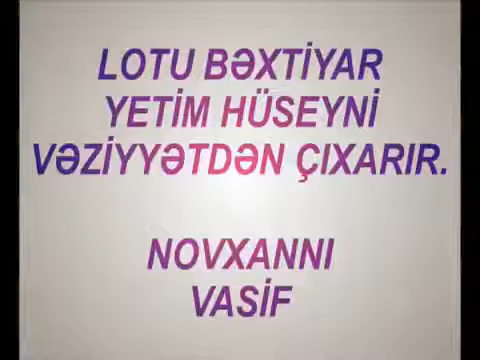 LOTU BƏXTİYAR
YETİM HÜSEYNİ
VƏZİYYƏTDƏN ÇIXARIR.
NOVXANNI
VASİF